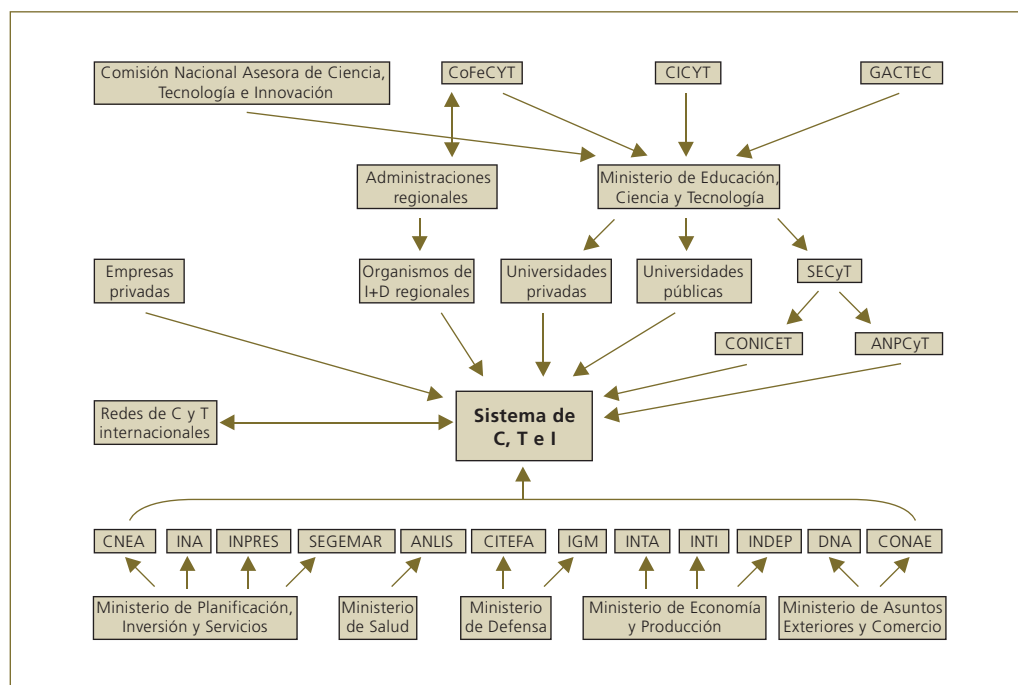 Comisión Nacional Asesora de Ciencia,
Tecnología e Innovación
CoFeCYT
CICYT
GACTEC
Administraciones
regionales
Ministerio de Educación,
Ciencia y Tecnología
Empresas
privadas
Organismos de
I+D regionales
Universidades
privadas
Universidades
públicas
SECyT
CONICET
ANPCyT
Redes de C y T
internacionales
Sistema de
C, T e I
CNEA
INA
INPRES
SEGEMAR
ANLIS
CITEFA
IGM
INTA
INTI
INDEP
DNA
CONAE
Ministerio de Planificación,
Inversión y Servicios
Ministerio
de Salud
Ministerio
de Defensa
Ministerio de Economía
y Producción
Ministerio de Asuntos
Exteriores y Comercio